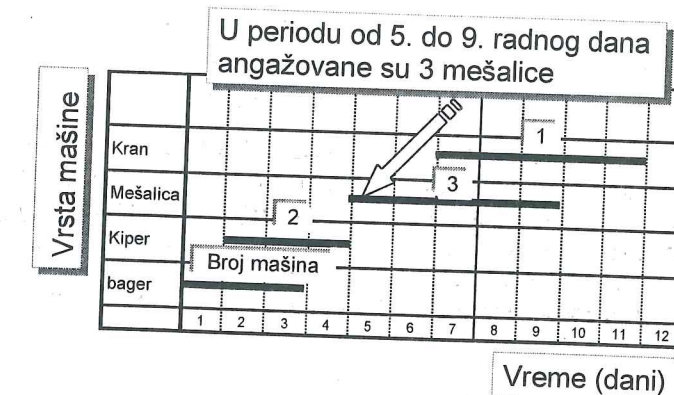 U periodu od 5. do 9. radnog dana
angažovane su 3 mešalice
Vrsta mašine
Kran
1
Mešalica
3
Kiper
2
Broj mašina
bager
1 2 3 4 5 6 7 8 9 10 11 12
Vreme (dani)